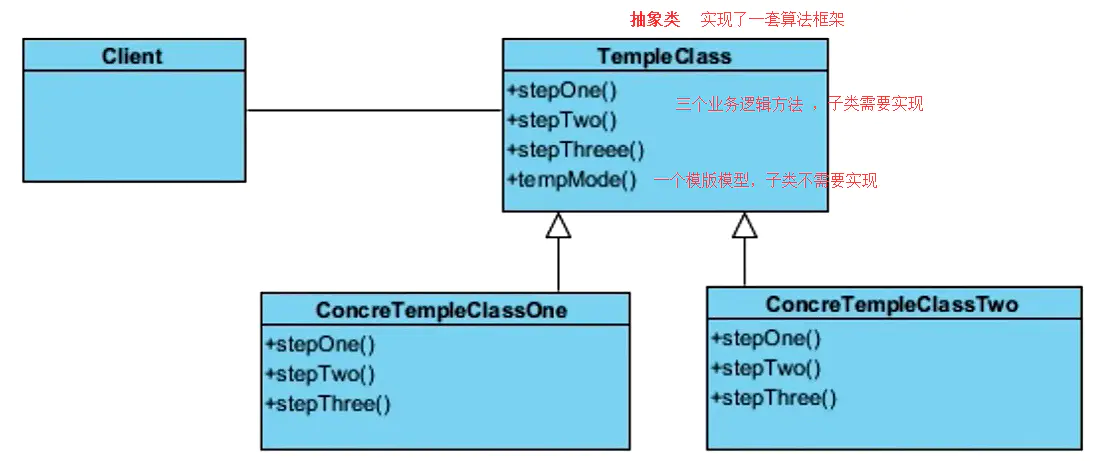 抽象类 实现了一套算法框架
Client
TempleClass
+stepOne()
+stepTwo()
+stepThreee()
+tempMode()
三个业务逻辑方法 ，子类需要实现
一个模版模型，子类不需要实现
ConcreTempleClassOne
+stepOne()
+stepTwo()
+stepThree()
ConcreTempleClassTwo
+stepOne()
+stepTwo()
+stepThree()